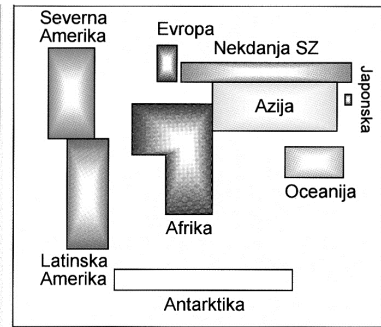 Severna
Amerika
Evropa
Nekdanja SZ
Japonska
Azija
Oceanija
Afrika
Latinska
Amerika
Antarktika